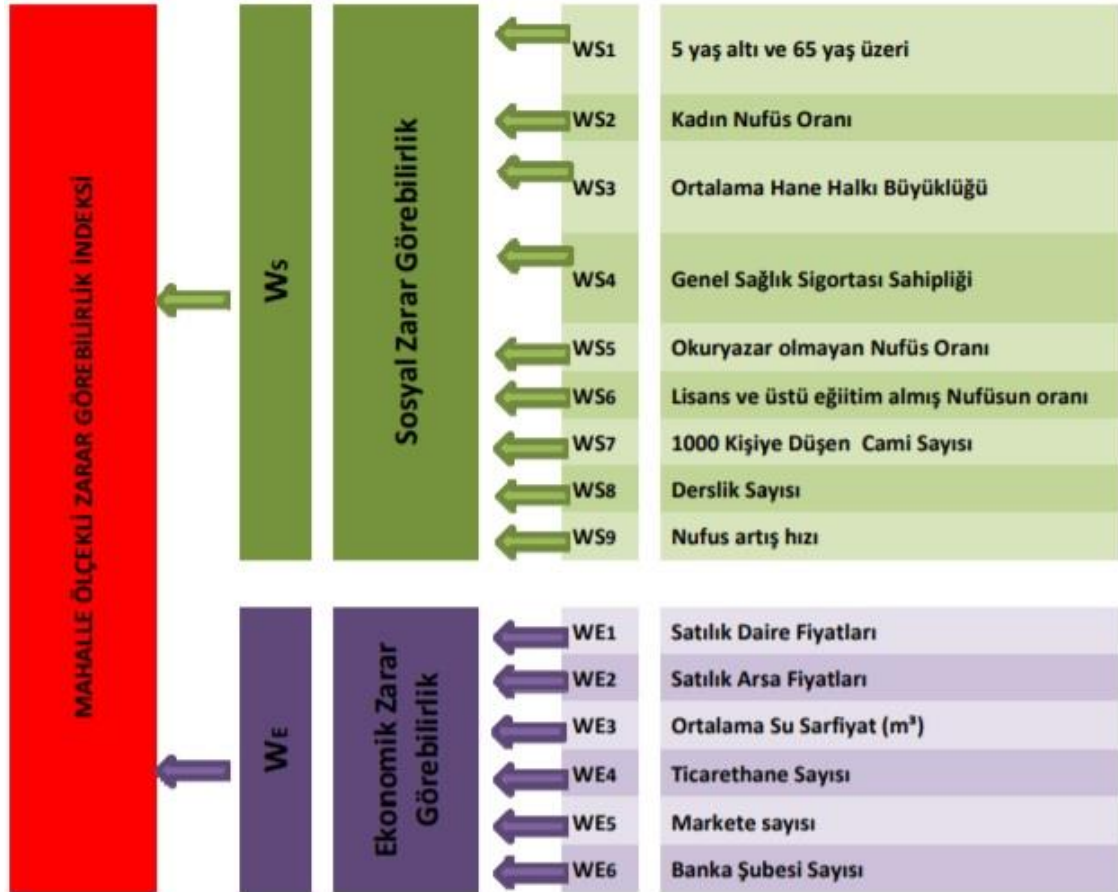 MAHALLE ÖLÇEKLİ ZARAR GÖREBİLİRLİK İNDEKSİ
Ws
Sosyal Zarar Görebilirlik
WS1 5 yaş altı ve 65 yaş üzeri
WS2 Kadın Nufüs Oranı
WS3 Ortalama Hane Halkı Büyüklüğü
WS4 Genel Sağlık Sigortası Sahipliği
WS5 Okuryazar olmayan Nufüs Oranı
WS6 Lisans ve üstü eğiitim almış Nufüsun oranı
WS7 1000 Kişiye Düşen Cami Sayısı
WS8 Derslik Sayısı
WS9 Nufus artış hızı
WE
Ekonomik Zarar
Görebilirlik
WE1 Satılık Daire Fiyatları
WE2 Satılık Arsa Fiyatları
WE3 Ortalama Su Sarfiyat (m³)
WE4 Ticarethane Sayısı
WE5 Markete sayısı
WE6 Banka Şubesi Sayısı